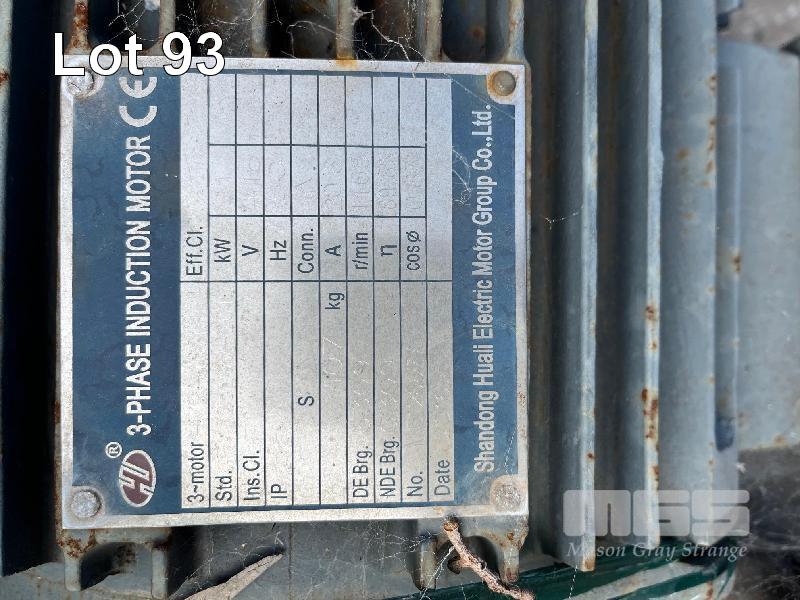 Lot 93
HD ® 3-PHASE INDUCTION MOTOR CE
3~motor Eff.Cl.
Std. kW
Ins.Cl. V
IP Hz
S Conn.
kg A
DE Brg. r/min
NDE Brg. η
No. cosø
Date
Shandong Huali Electric Motor Group Co.,Ltd.
MGS
Mason Gray Strange